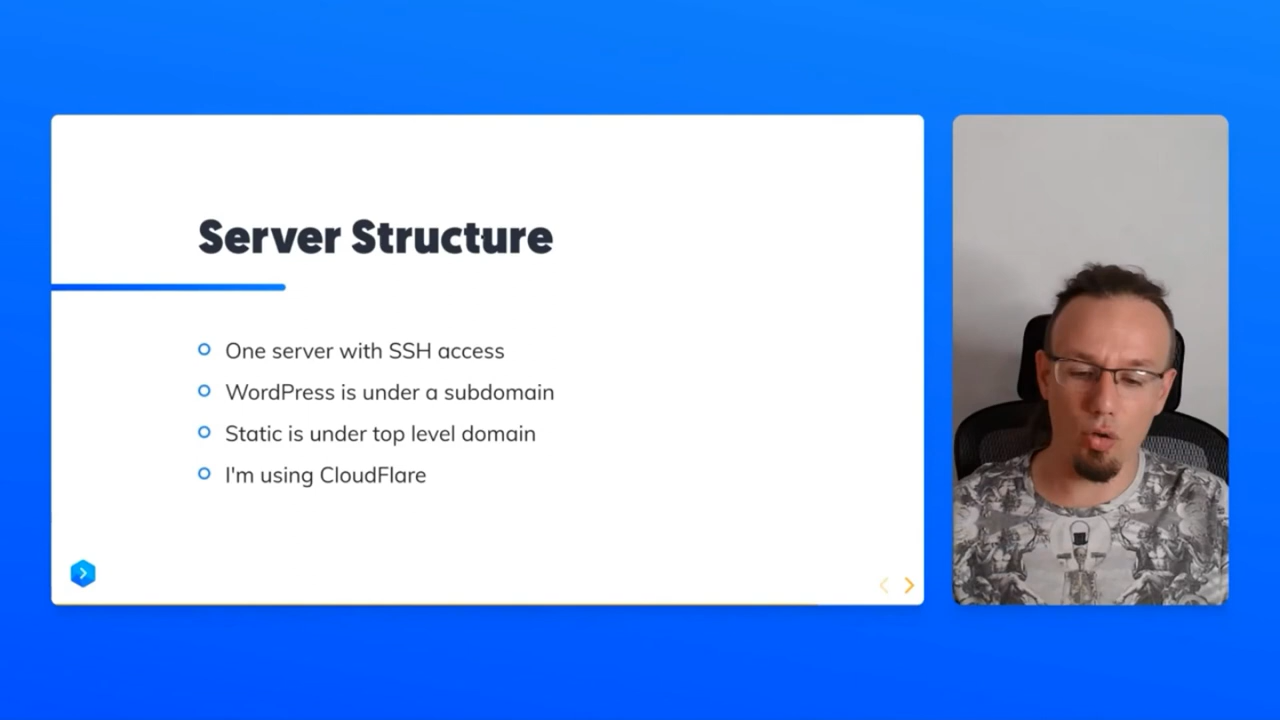 Server Structure
One server with SSH access
WordPress is under a subdomain
Static is under top level domain
I'm using CloudFlare